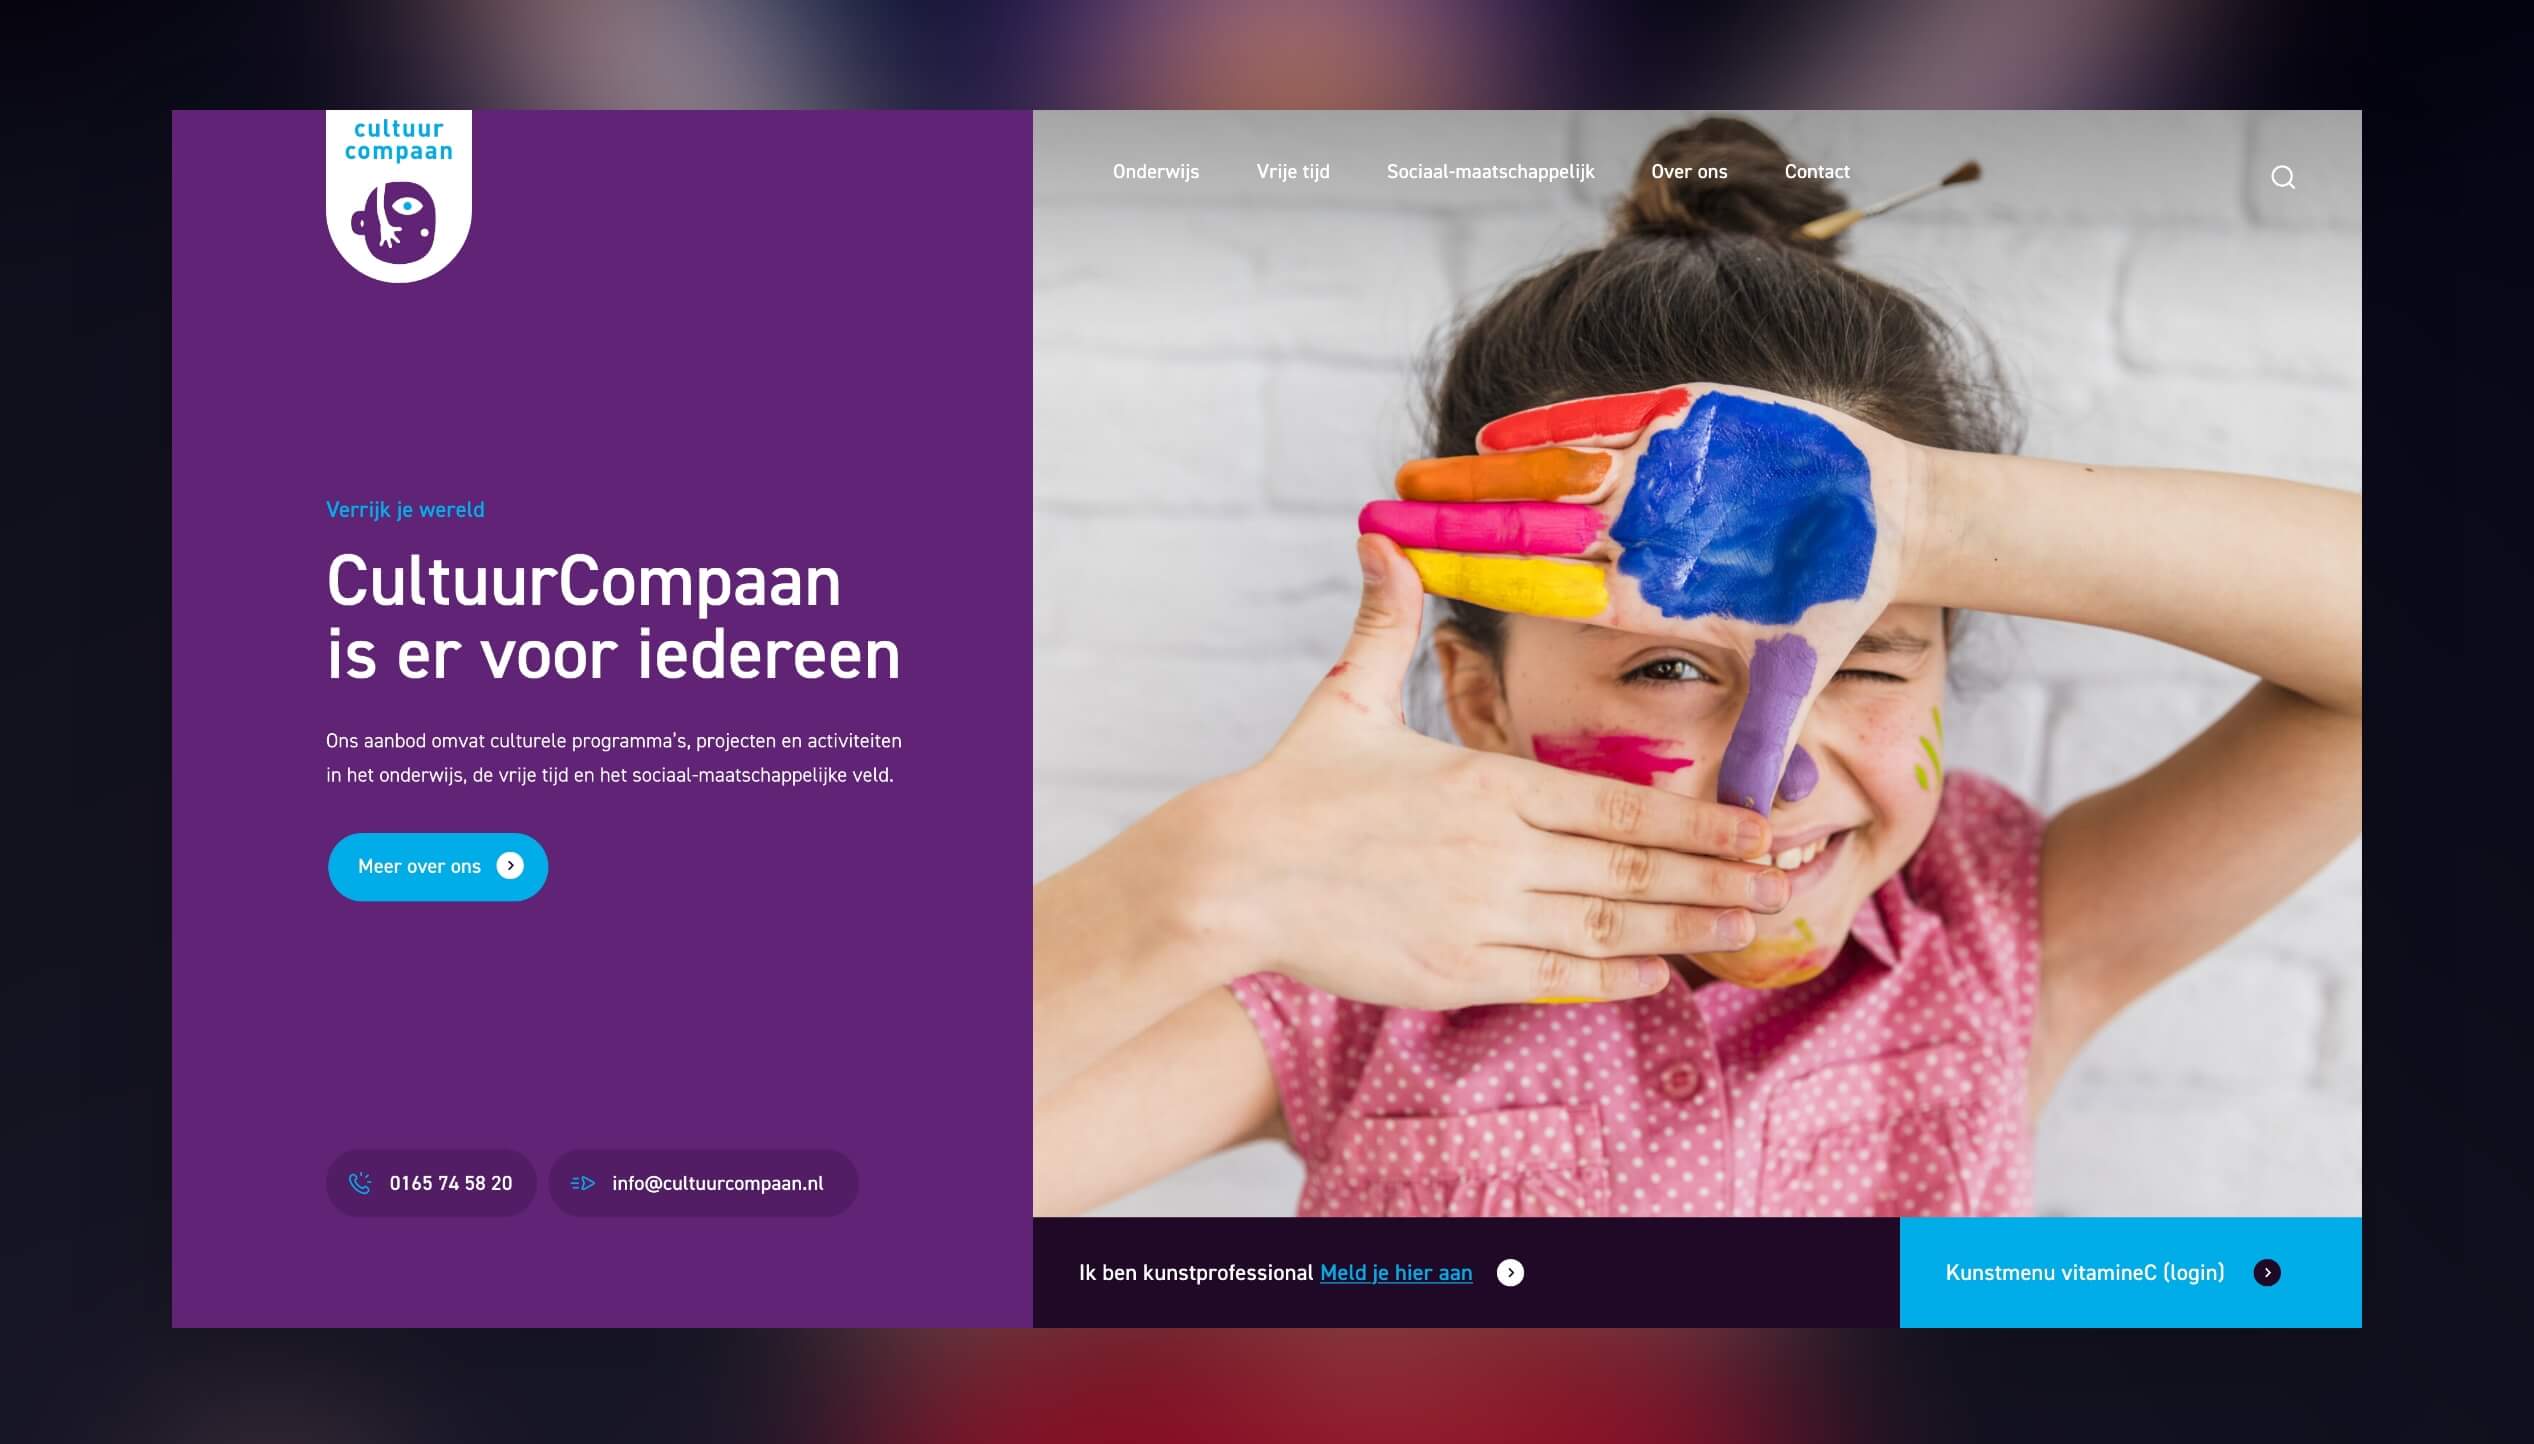 cultuur
compaan
Onderwijs Vrije tijd Sociaal-maatschappelijk Over ons Contact
Verrijk je wereld
CultuurCompaan
is er voor iedereen
Ons aanbod omvat culturele programma's, projecten en activiteiten
in het onderwijs, de vrije tijd en het sociaal-maatschappelijke veld.
Meer over ons
0165 74 58 20
info@cultuurcompaan.nl
Ik ben kunstprofessional Meld je hier aan
Kunstmenu vitamineC (login)